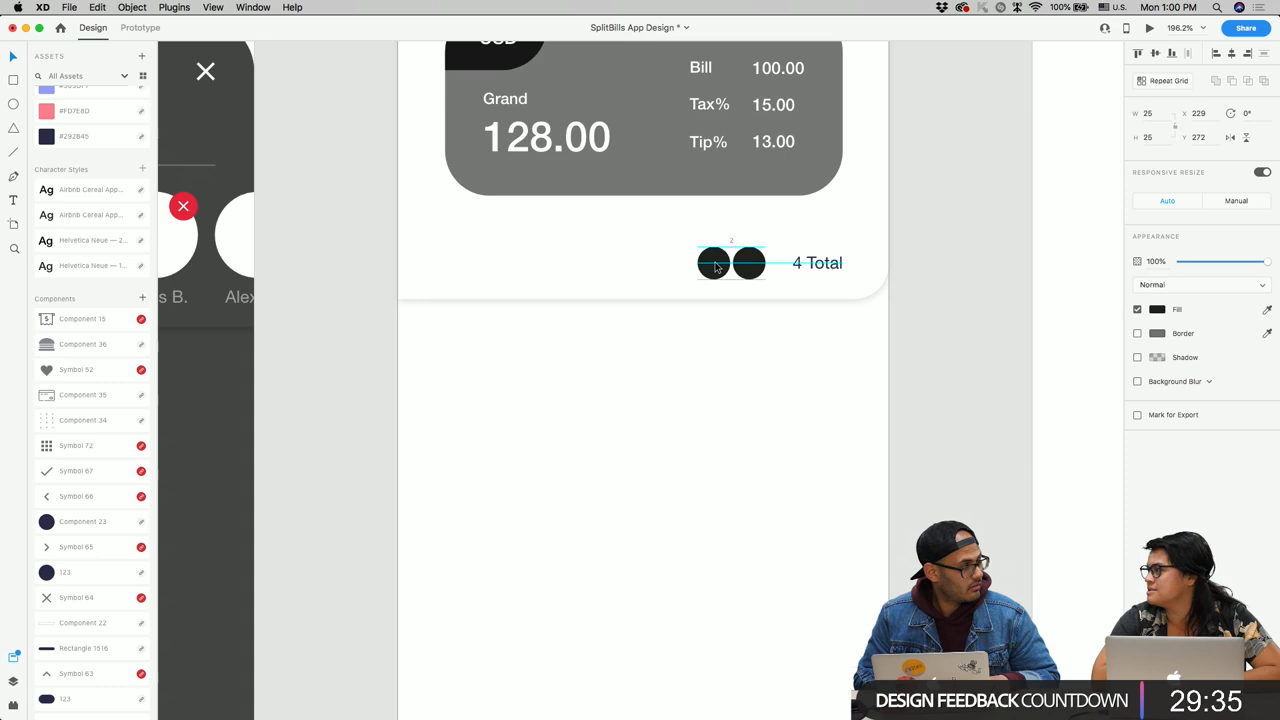 XD File Edit Object Plugins View Window Help
100% U.S. Mon Aug 19
Design Prototype
SplitBills App Design *
196.2%
Share
ASSETS
All Assets
#FD7E8D
#292B45
Character Styles
Ag Airbnb Cereal App...
Ag Airbnb Cereal App...
Ag Helvetica Neue — 2...
Ag Helvetica Neue — 1...
Components
Component 15
Component 36
Symbol 52
Component 35
Component 34
Symbol 72
Symbol 67
Symbol 66
Component 23
Symbol 65
123
Symbol 64
Component 22
Rectangle 1516
Symbol 63
123
s B.
Alex
Grand
128.00
Bill 100.00
Tax% 15.00
Tip% 13.00
2
4 Total
Repeat Grid
W 25 X 229 0°
H 25 Y 272
RESPONSIVE RESIZE
Auto Manual
APPEARANCE
100%
Normal
Fill
Border
Shadow
Background Blur
Mark for Export
DESIGN FEEDBACK COUNTDOWN 29:35